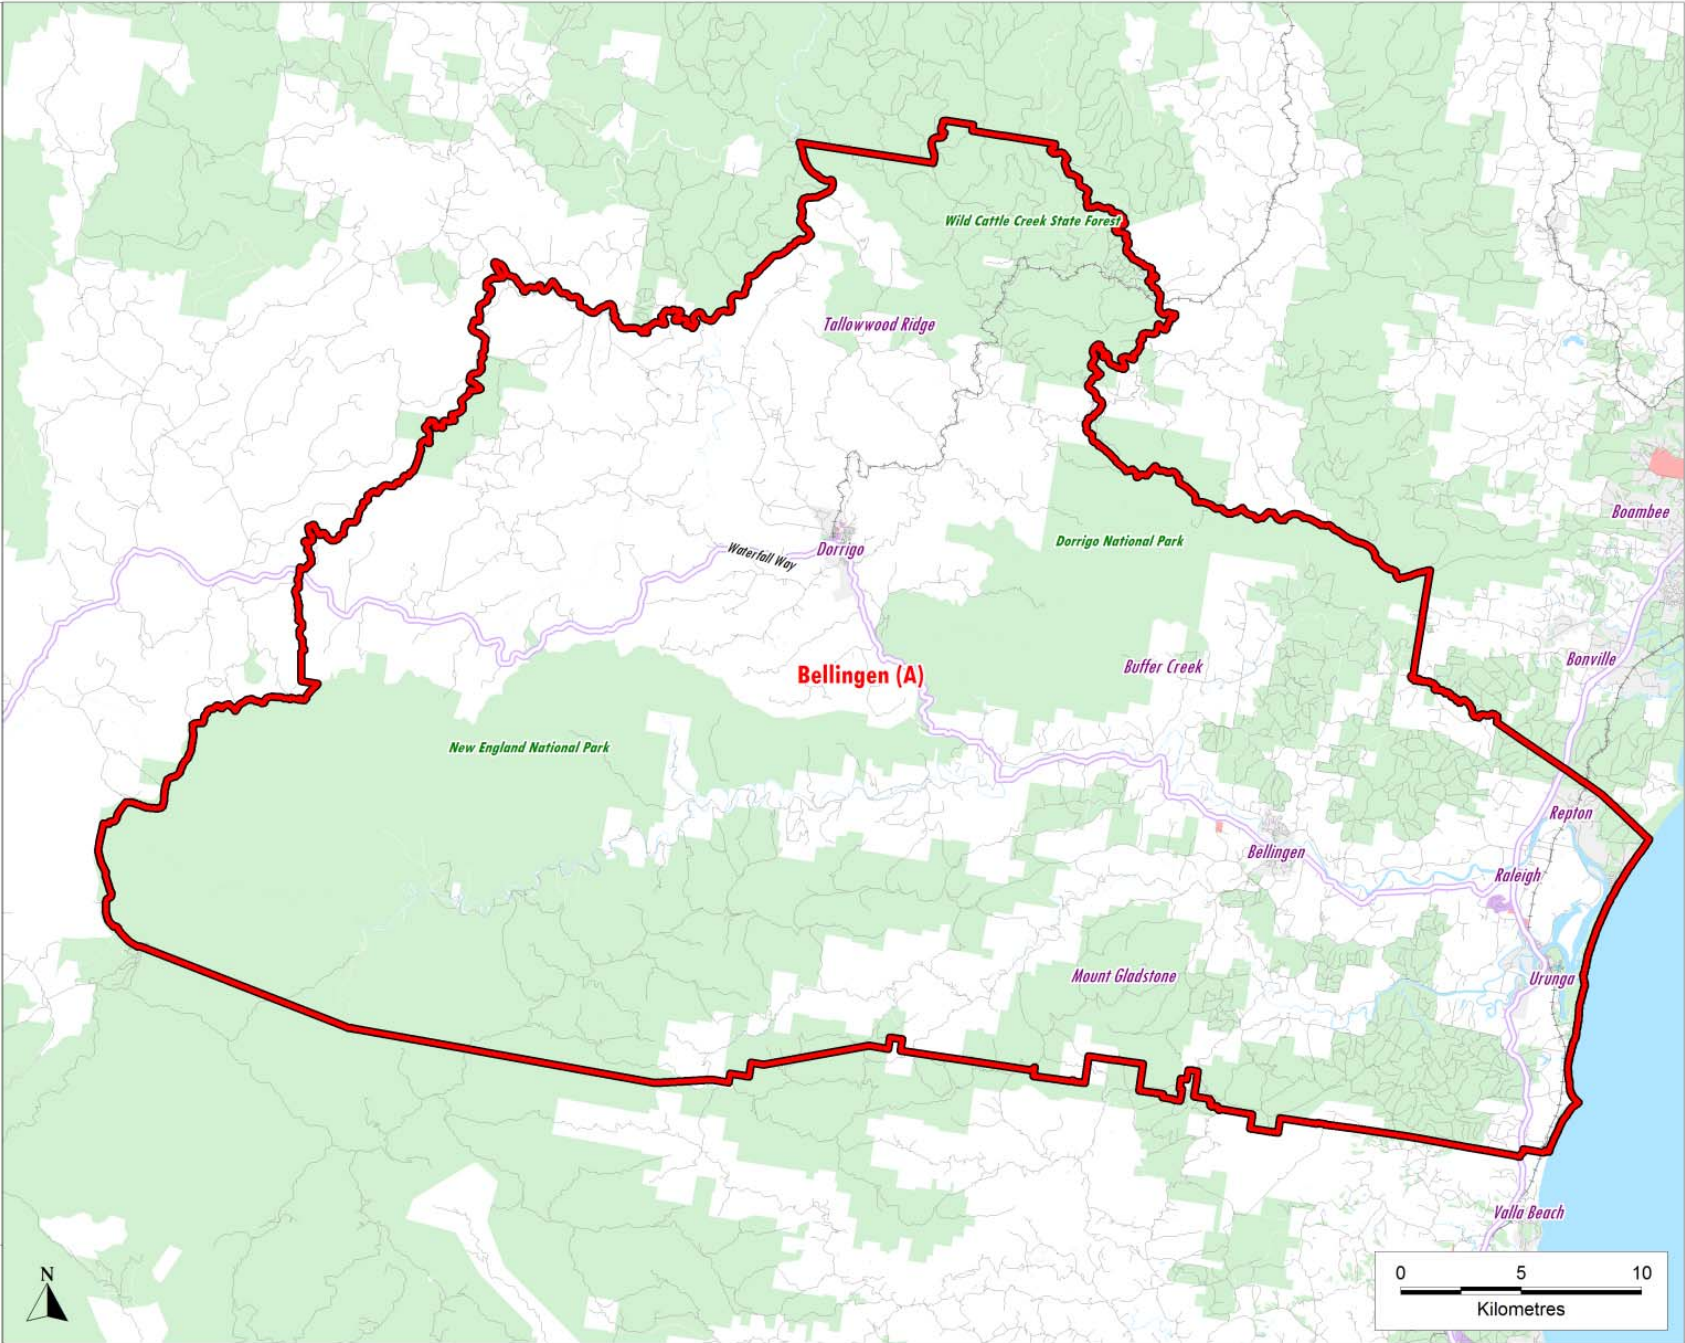 Wild Cattle Creek State Forest
Tallowwood Ridge
Boambee
Dorrigo National Park
Waterfall Way
Dorrigo
Bonville
Buffer Creek
Bellingen (A)
New England National Park
Repton
Bellingen
Raleigh
Mount Gladstone
Urunga
Valla Beach
N
0 5 10
Kilometres